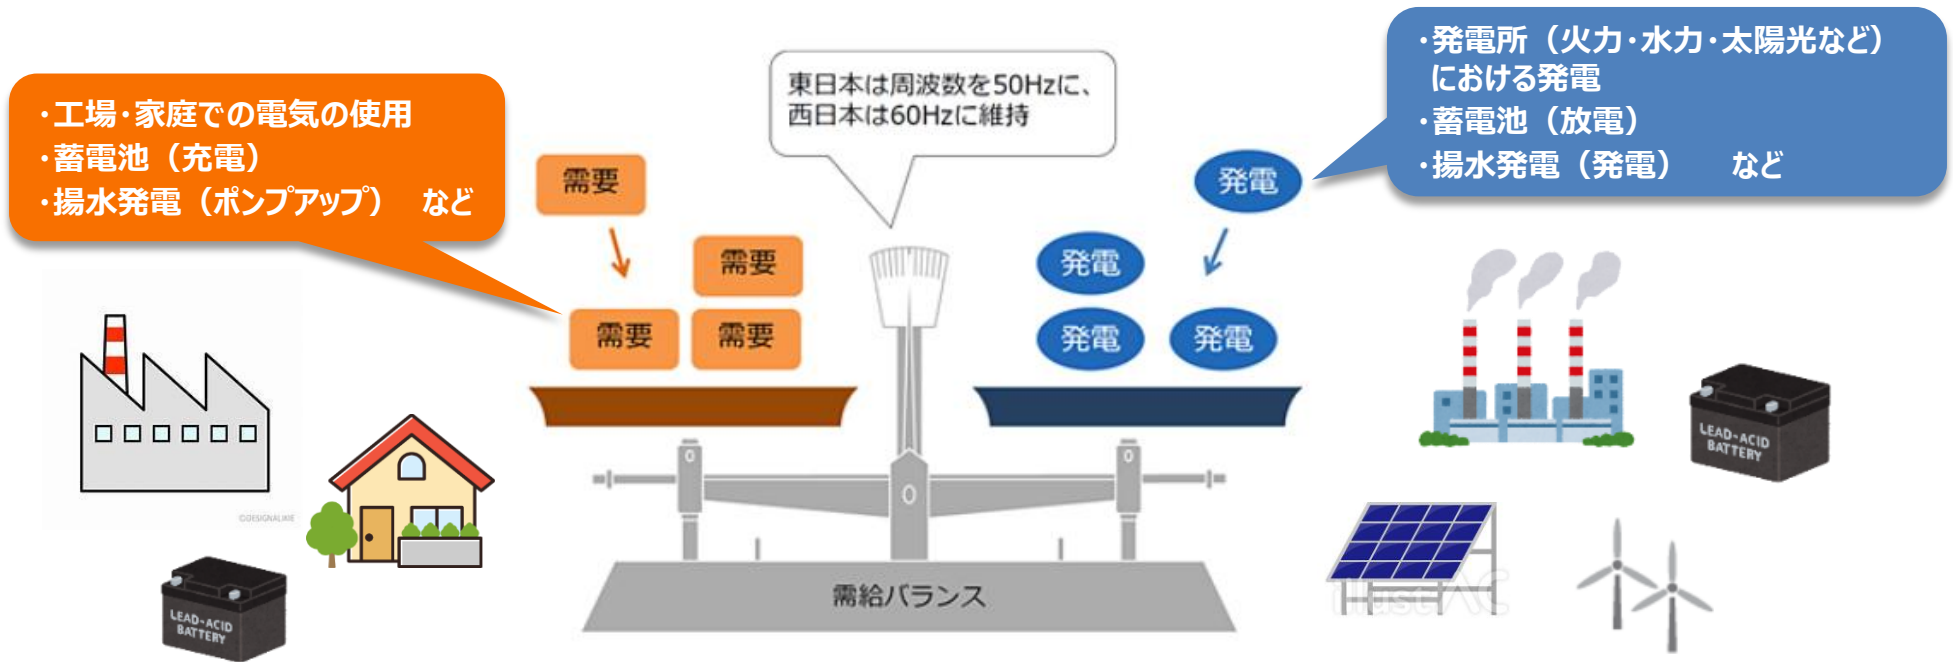 ・工場・家庭での電気の使用
・蓄電池（充電）
・揚水発電（ポンプアップ）　など
東日本は周波数を50Hzに、
西日本は60Hzに維持
・発電所（火力・水力・太陽光など）
における発電
・蓄電池（放電）
・揚水発電（発電）　など
需要
需要
需要
需要
発電
発電
発電
発電
需給バランス
©DESIGNALIKIE
LEAD-ACID
BATTERY
LEAD-ACID
BATTERY
illust AC